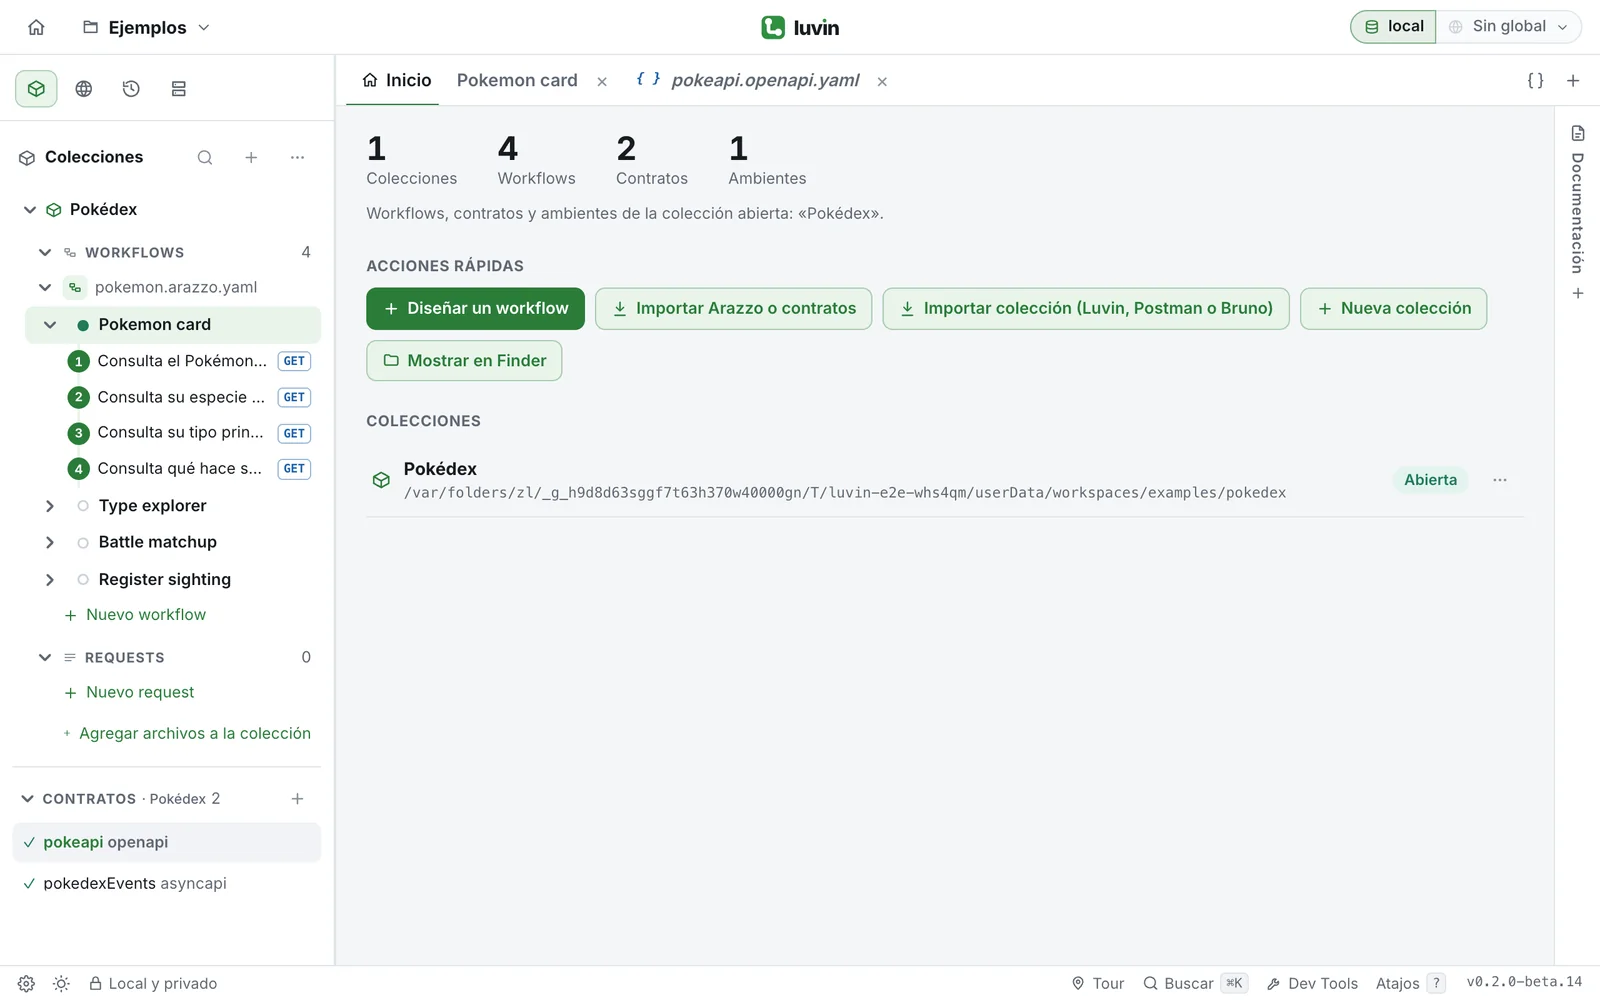 Ejemplos
luvin
local
Sin global
Inicio
Pokemon card
{ } pokeapi.openapi.yaml
{}
Colecciones
Pokédex
WORKFLOWS 4
pokemon.arazzo.yaml
Pokemon card
1 Consulta el Pokémon... GET
2 Consulta su especie ... GET
3 Consulta su tipo prin... GET
4 Consulta qué hace s... GET
Type explorer
Battle matchup
Register sighting
+ Nuevo workflow
REQUESTS 0
+ Nuevo request
+ Agregar archivos a la colección
CONTRATOS · Pokédex 2
pokeapi openapi
pokedexEvents asyncapi
1 4 2 1
Colecciones Workflows Contratos Ambientes
Workflows, contratos y ambientes de la colección abierta: «Pokédex».
ACCIONES RÁPIDAS
+ Diseñar un workflow
Importar Arazzo o contratos
Importar colección (Luvin, Postman o Bruno)
+ Nueva colección
Mostrar en Finder
COLECCIONES
Pokédex
/var/folders/zl/_g_h9d8d63sggf7t63h370w40000gn/T/luvin-e2e-whs4qm/userData/workspaces/examples/pokedex
Abierta
Documentación
Local y privado
Tour
Buscar ⌘K
Dev Tools
Atajos ?
v0.2.0-beta.14